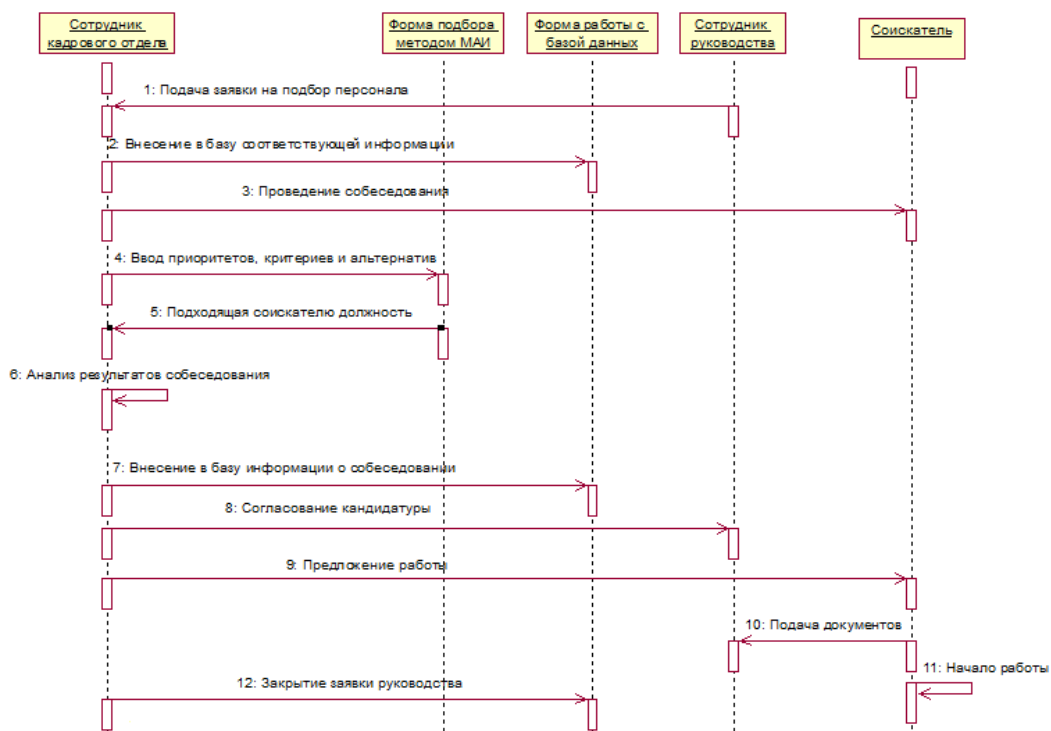 Сотрудник
кадрового отдела
Форма подбора
методом МАИ
Форма работы с
базой данных
Сотрудник
руководства
Соискатель
1: Подача заявки на подбор персонала
2: Внесение в базу соответствующей информации
3: Проведение собеседования
4: Ввод приоритетов, критериев и альтернатив
5: Подходящая соискателю должность
6: Анализ результатов собеседования
7: Внесение в базу информации о собеседовании
8: Согласование кандидатуры
9: Предложение работы
10: Подача документов
11: Начало работы
12: Закрытие заявки руководства